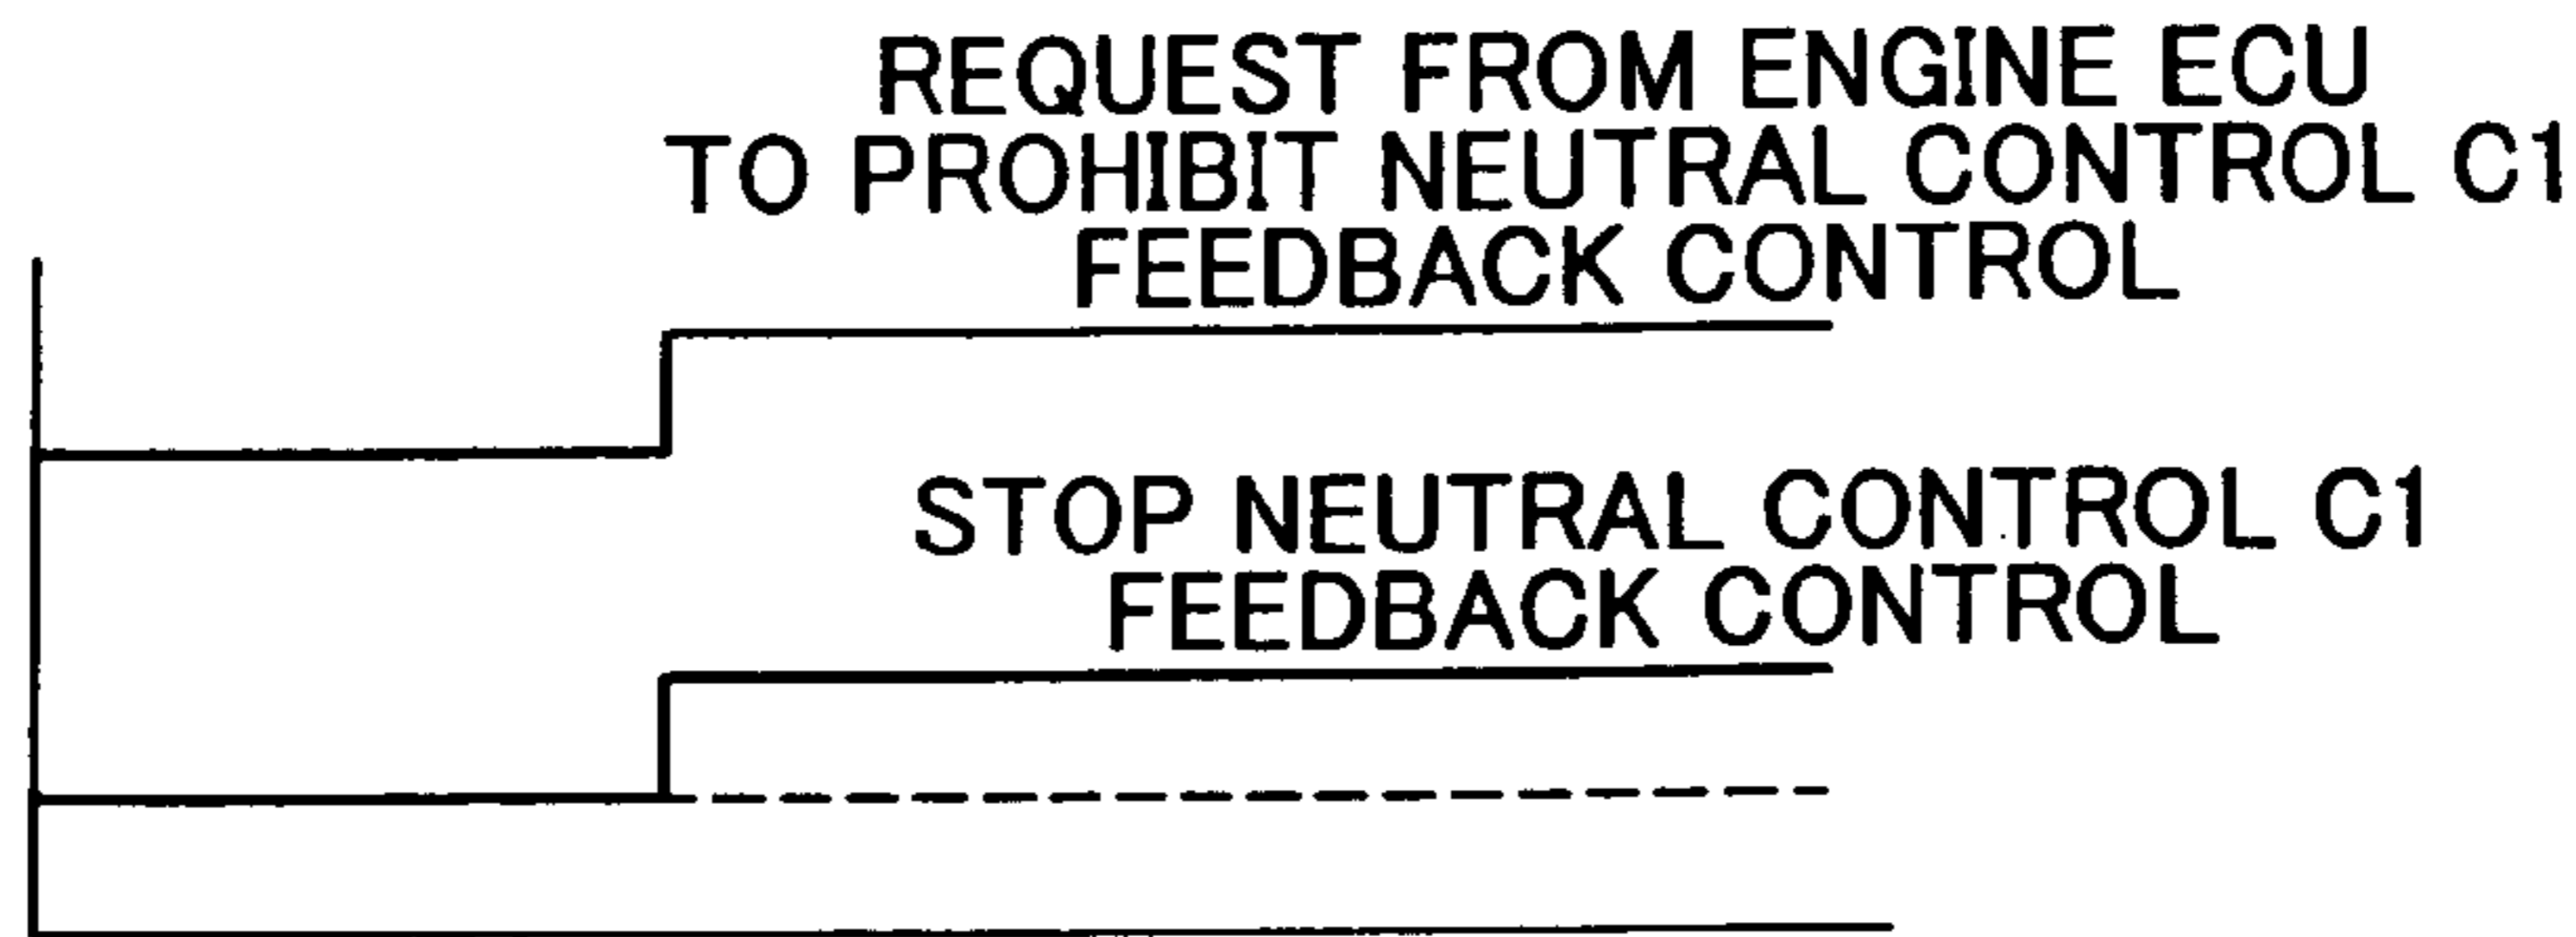 REQUEST FROM ENGINE ECU
TO PROHIBIT NEUTRAL CONTROL C1
FEEDBACK CONTROL
STOP NEUTRAL CONTROL C1
FEEDBACK CONTROL